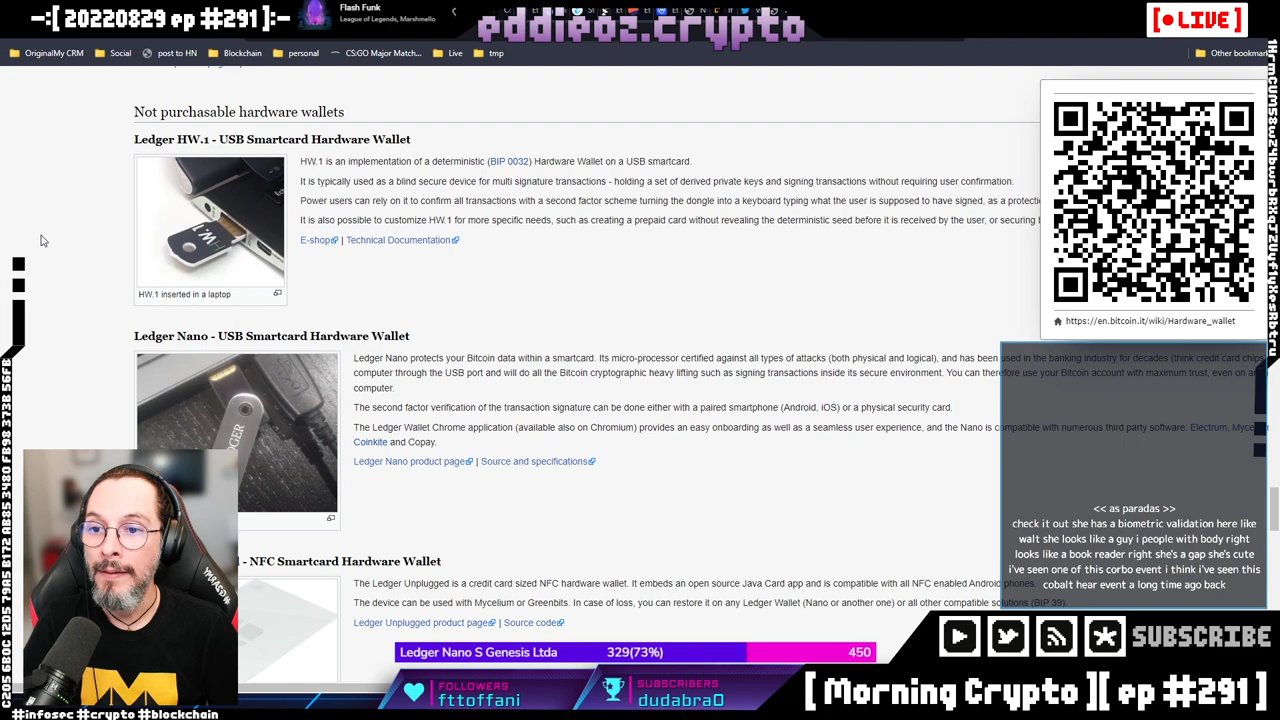 -:[ 20220829 ep #291]:-
Flash Funk
League of Legends, Marshmello
eddieoz.crypto
[ LIVE ]
OriginalMy CRM
Social
post to HN
Blockchain
personal
CS:GO Major Match...
Live
tmp
Other bookmar
Not purchasable hardware wallets
Ledger HW.1 - USB Smartcard Hardware Wallet
HW.1 is an implementation of a deterministic (BIP 0032) Hardware Wallet on a USB smartcard.
It is typically used as a blind secure device for multi signature transactions - holding a set of derived private keys and signing transactions without requiring user confirmation.
Power users can rely on it to confirm all transactions with a second factor scheme turning the dongle into a keyboard typing what the user is supposed to have signed, as a protectio
It is also possible to customize HW.1 for more specific needs, such as creating a prepaid card without revealing the deterministic seed before it is received by the user, or securing
E-shop | Technical Documentation
HW.1
HW.1 inserted in a laptop
https://en.bitcoin.it/wiki/Hardware_wallet
Ledger Nano - USB Smartcard Hardware Wallet
LEDGER
Ledger Nano protects your Bitcoin data within a smartcard. Its micro-processor certified against all types of attacks (both physical and logical), and has been used in the banking industry for decades (think credit card chips
computer through the USB port and will do all the Bitcoin cryptographic heavy lifting such as signing transactions inside its secure environment. You can therefore use your Bitcoin account with maximum trust, even on a
computer.
The second factor verification of the transaction signature can be done either with a paired smartphone (Android, iOS) or a physical security card.
The Ledger Wallet Chrome application (available also on Chromium) provides an easy onboarding as well as a seamless user experience, and the Nano is compatible with numerous third party software: Electrum, Myce
Coinkite and Copay.
Ledger Nano product page | Source and specifications
- NFC Smartcard Hardware Wallet
The Ledger Unplugged is a credit card sized NFC hardware wallet. It embeds an open source Java Card app and is compatible with all NFC enabled Android phones.
The device can be used with Mycelium or Greenbits. In case of loss, you can restore it on any Ledger Wallet (Nano or another one) or all other compatible solutions (BIP 39).
Ledger Unplugged product page | Source code
<< as paradas >>
check it out she has a biometric validation here like
walt she looks like a guy i people with body right
looks like a book reader right she's a gap she's cute
i've seen one of this corbo event i think i've seen this
cobalt hear event a long time ago back
Ledger Nano S Genesis Ltda
329(73%)
450
FOLLOWERS
fttoffani
SUBSCRIBERS
dudabra0
SUBSCRIBE
[ Morning Crypto ][ ep #291 ]
#infosec #crypto #blockchain